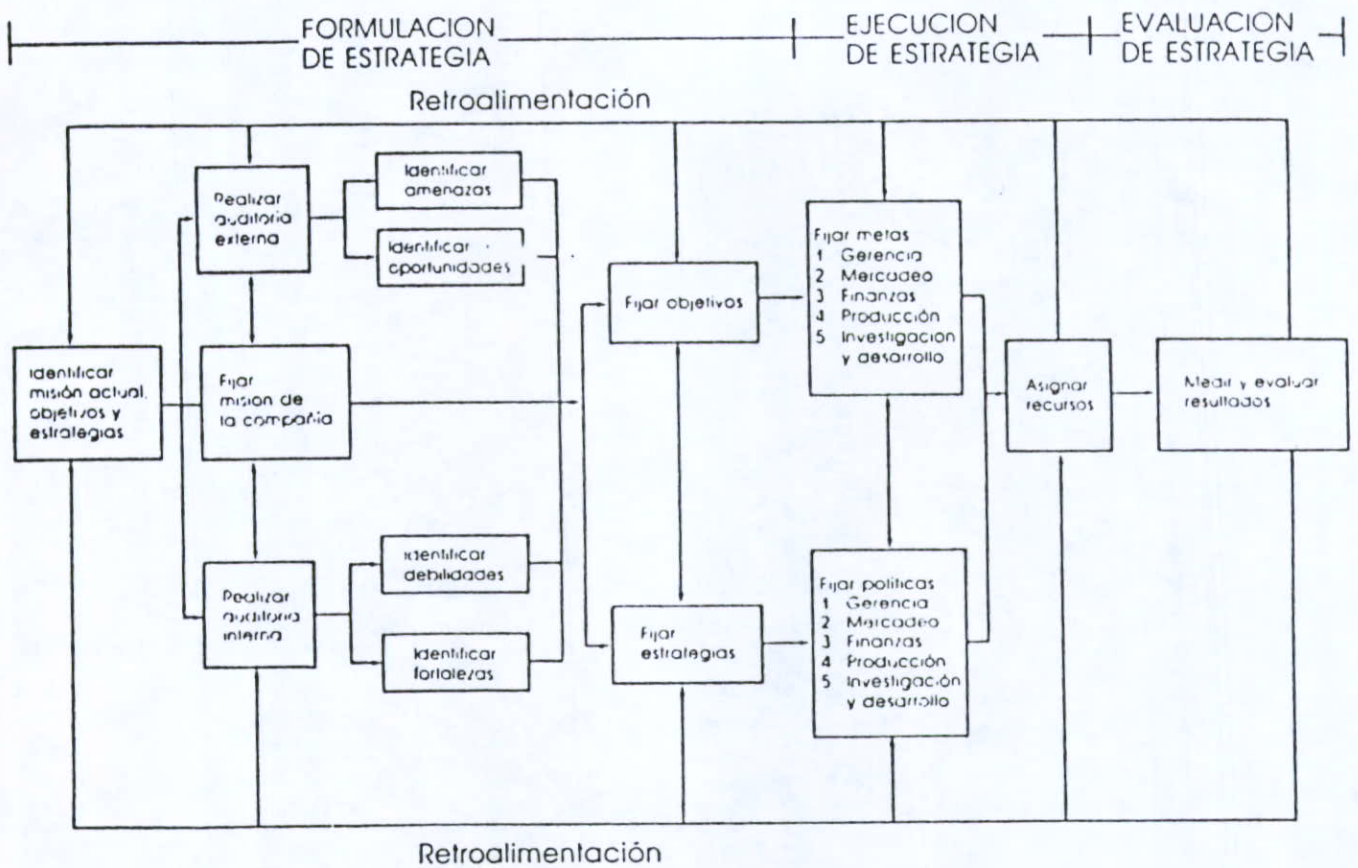 FORMULACION
DE ESTRATEGIA
EJECUCION
DE ESTRATEGIA
EVALUACION
DE ESTRATEGIA
Retroalimentación
Realizar
auditoria
externa
Identificar
amenazas
Identificar
oportunidades
Identificar
misión actual,
objetivos y
estrategias
Fijar
mision de
la compañia
Realizar
auditoria
interna
Identificar
debilidades
Identificar
fortalezas
Fijar objetivos
Fijar
estrategias
Fijar metas
1 Gerencia
2 Mercadeo
3 Finanzas
4 Producción
5 Investigacion
y desarrollo
Fijar políticas
1 Gerencia
2 Mercadeo
3 Finanzas
4 Producción
5 Investigación
y desarrollo
Asignar
recursos
Medir y evaluar
resultados
Retroalimentación